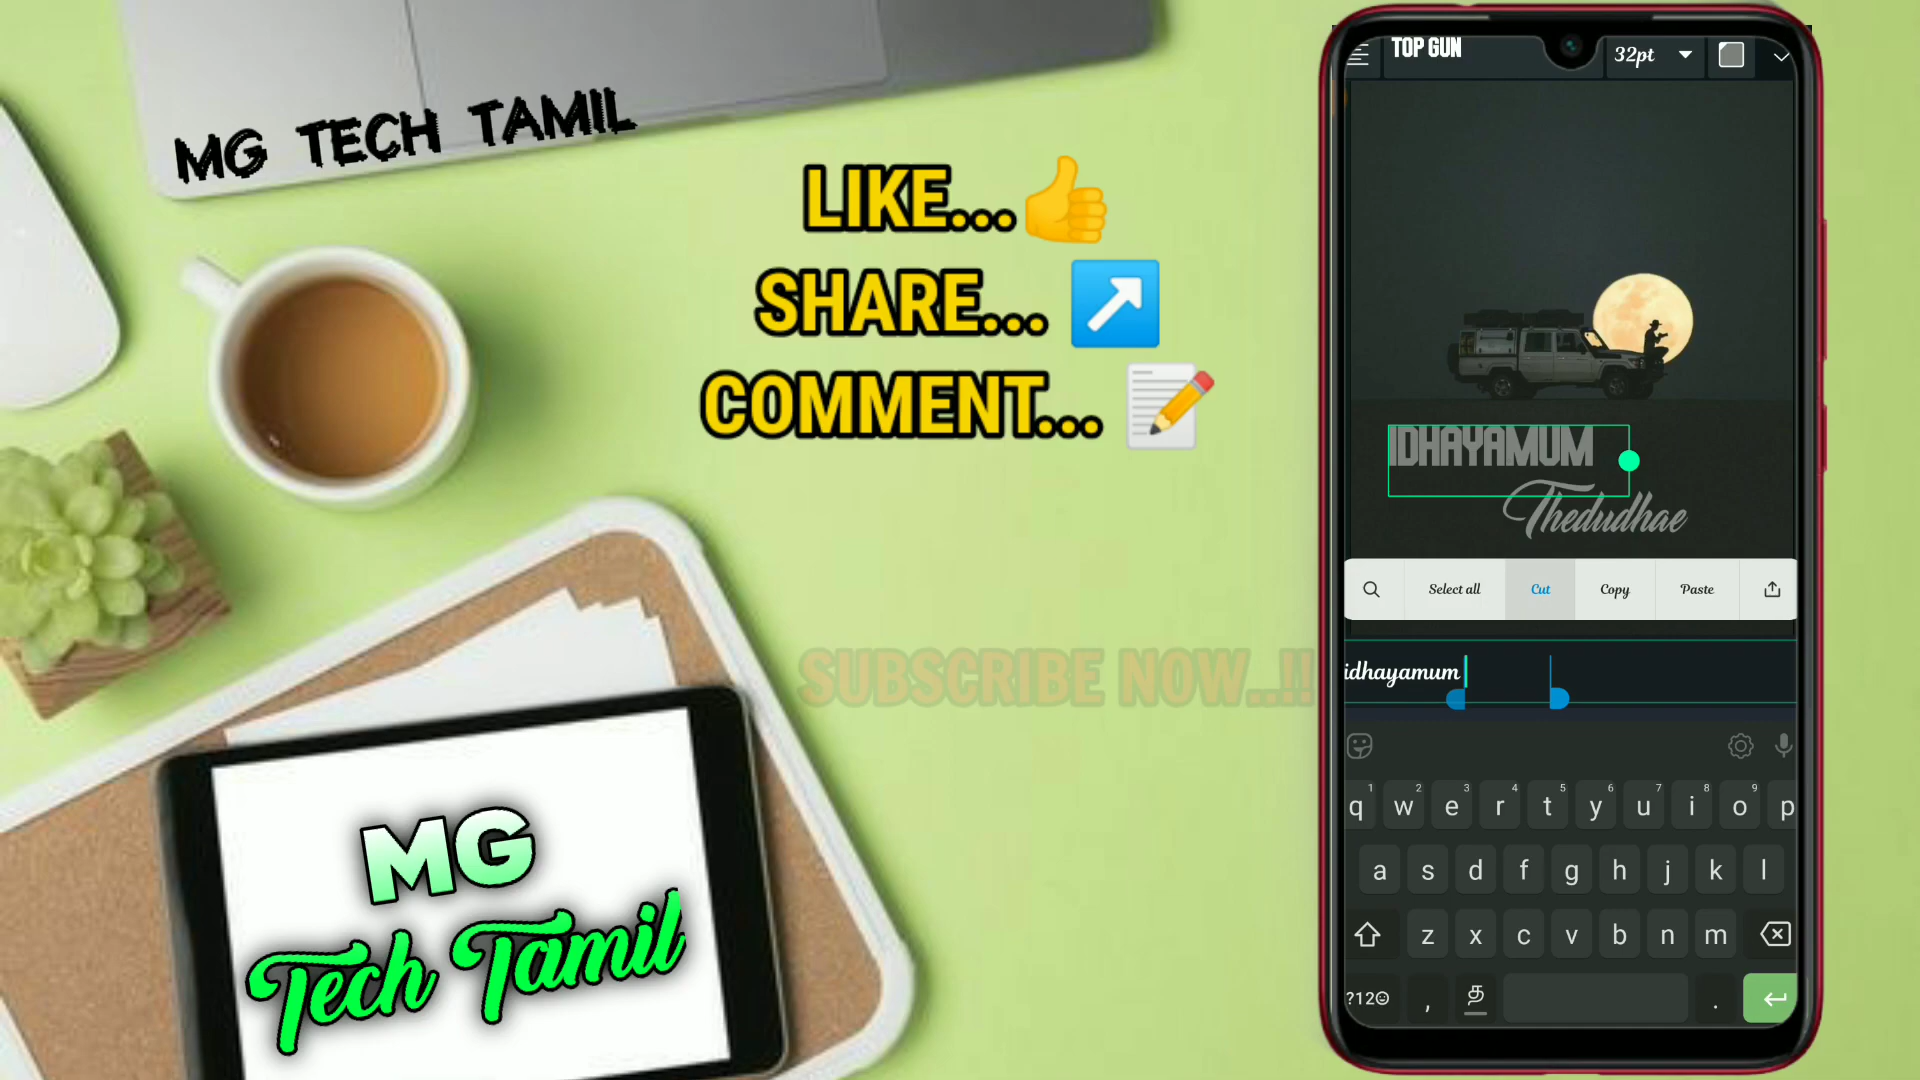 MG TECH TAMIL
LIKE...
SHARE...
COMMENT...
SUBSCRIBE NOW..!!
MG
Tech Tamil
TOP GUN
32pt
IDHAYAMUM
Thedudhae
Select all
Cut
Copy
Paste
idhayamum
1 2 3 4 5 6 7 8 9
q w e r t y u i o p
a s d f g h j k l
z x c v b n m
?12☺ , த .